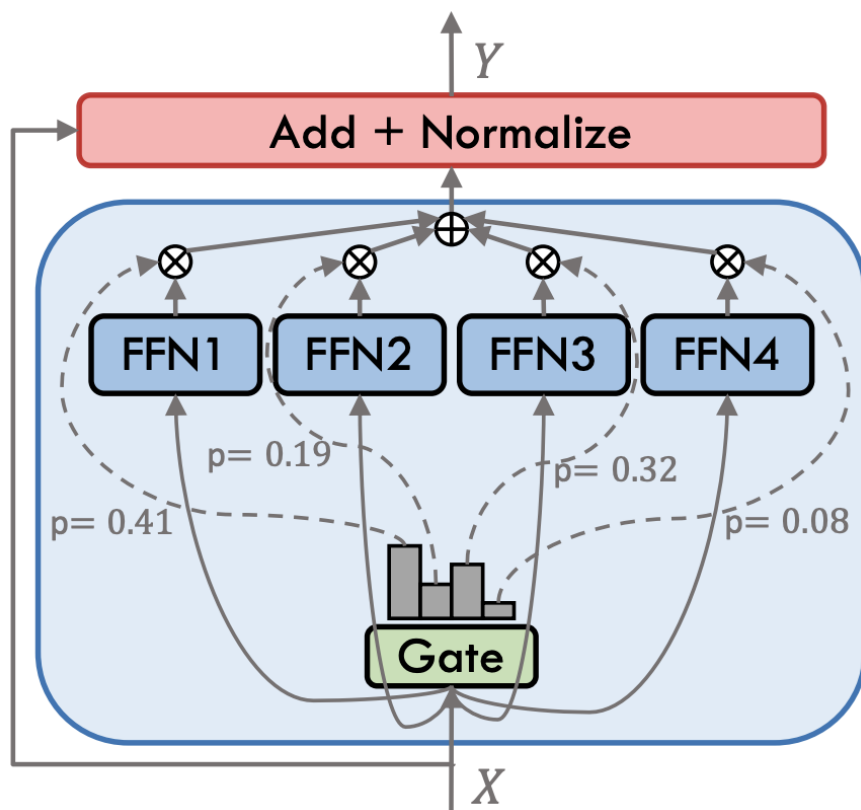 Y
Add + Normalize
FFN1 FFN2 FFN3 FFN4
p= 0.19
p= 0.32
p= 0.41
p= 0.08
Gate
X